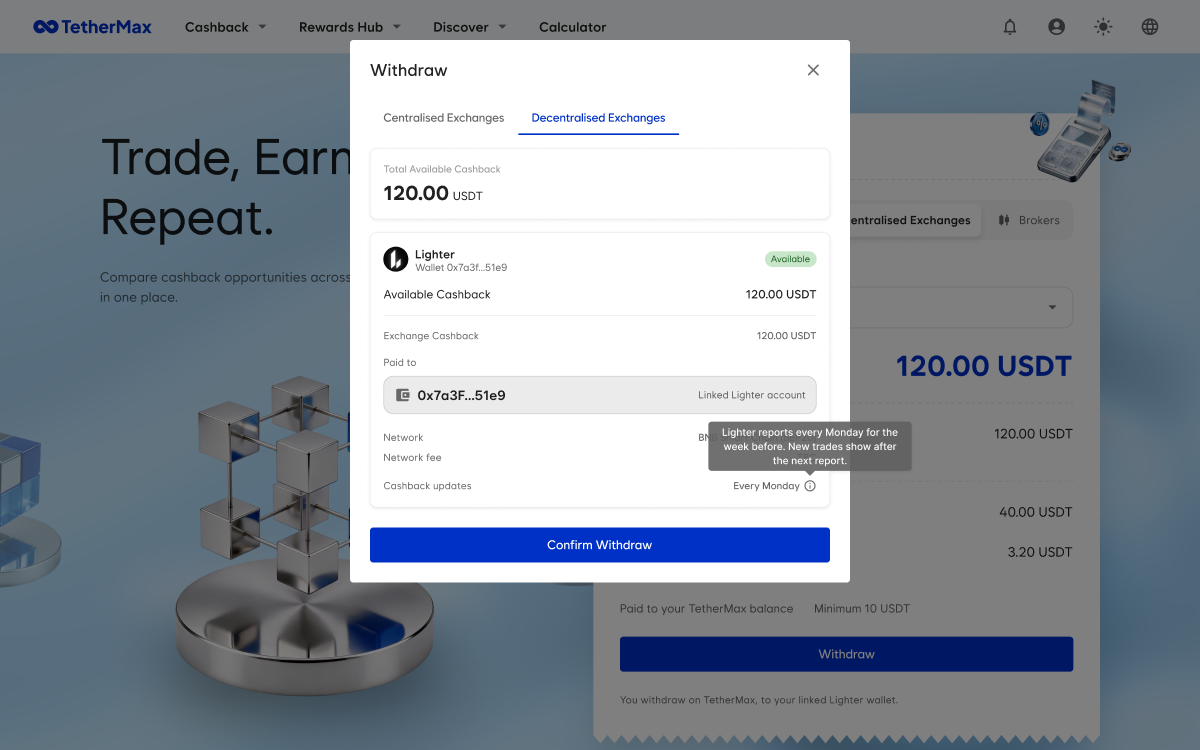 TetherMax
Cashback
Rewards Hub
Discover
Calculator
Trade, Earn
Repeat.
Compare cashback opportunities across
in one place.
Withdraw
Centralised Exchanges
Decentralised Exchanges
Total Available Cashback
120.00 USDT
Lighter
Wallet 0x7a3f...51e9
Available
Available Cashback
120.00 USDT
Exchange Cashback
120.00 USDT
Paid to
0x7a3F...51e9
Linked Lighter account
Network
Lighter reports every Monday for the
week before. New trades show after
the next report.
Network fee
Cashback updates
Every Monday
Confirm Withdraw
entralised Exchanges
Brokers
120.00 USDT
120.00 USDT
40.00 USDT
3.20 USDT
Paid to your TetherMax balance
Minimum 10 USDT
Withdraw
You withdraw on TetherMax, to your linked Lighter wallet.